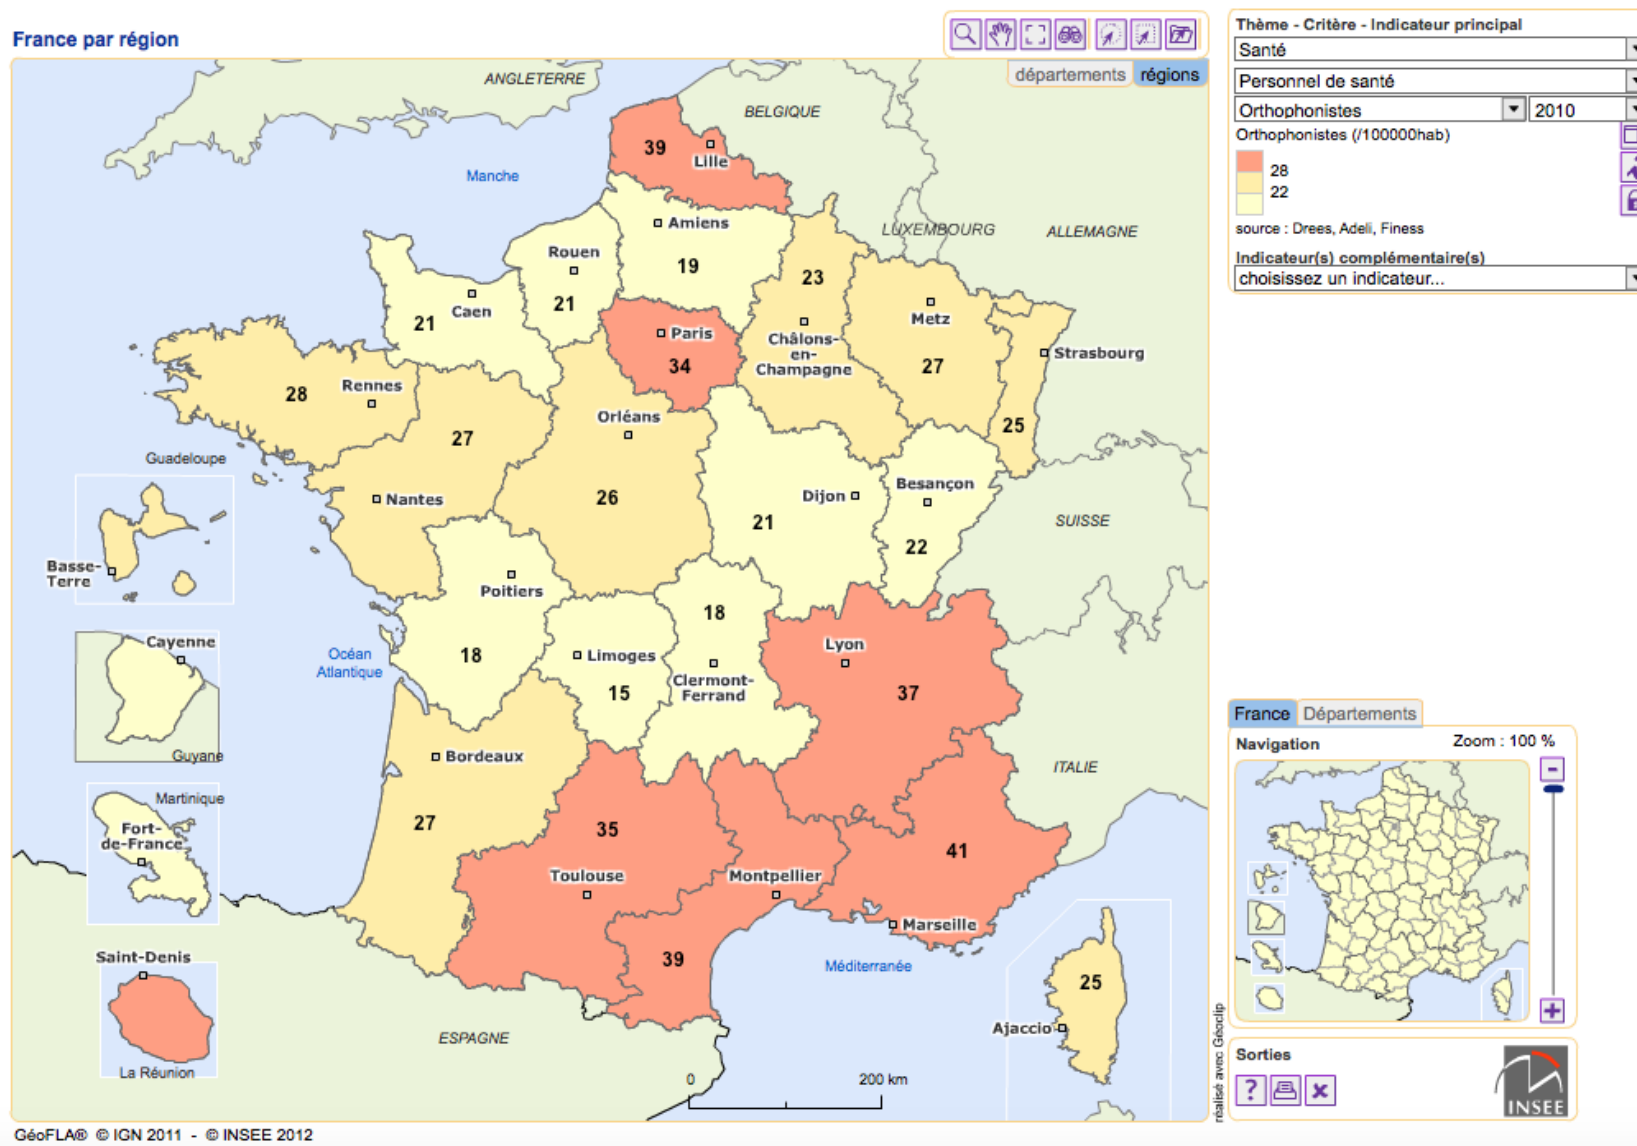 France par région
départements régions
ANGLETERRE
BELGIQUE
39
Lille
Manche
LUXEMBOURG
ALLEMAGNE
Amiens
Rouen
19
23
21
Caen
21
Paris
34
Metz
Châlons-
en-
Champagne
27
Strasbourg
28
Rennes
Orléans
25
27
Guadeloupe
Nantes
26
Dijon
Besançon
21
SUISSE
22
Basse-
Terre
Poitiers
18
Cayenne
Océan
Atlantique
18
Limoges
Lyon
Clermont-
Ferrand
15
37
Guyane
Bordeaux
ITALIE
Martinique
Fort-
de-France
27
35
41
Toulouse
Montpellier
Marseille
Saint-Denis
39
Méditerranée
25
Ajaccio
ESPAGNE
La Réunion
0 200 km
réalisé avec Géoclip
GéoFLA® © IGN 2011 - © INSEE 2012
Thème - Critère - Indicateur principal
Santé
Personnel de santé
Orthophonistes 2010
Orthophonistes (/100000hab)
28
22
source : Drees, Adeli, Finess
Indicateur(s) complémentaire(s)
choisissez un indicateur...
France Départements
Navigation Zoom : 100 %
-
+
Sorties
? x
INSEE